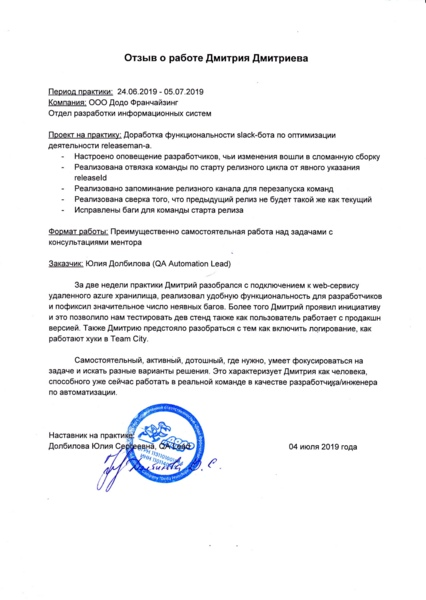 Отзыв о работе Дмитрия Дмитриева
Период практики: 24.06.2019 - 05.07.2019
Компания: ООО Додо Франчайзинг
Отдел разработки информационных систем
Проект на практику: Доработка функциональности slack-бота по оптимизации
деятельности releaseman-а.
- Настроено оповещение разработчиков, чьи изменения вошли в сломанную сборку
- Реализована отвязка команды по старту релизного цикла от явного указания
releaseId
- Реализовано запоминание релизного канала для перезапуска команд
- Реализована сверка того, что предыдущий релиз не будет такой же как текущий
- Исправлены баги для команды старта релиза
Формат работы: Преимущественно самостоятельная работа над задачами с
консультациями ментора
Заказчик: Юлия Долбилова (QA Automation Lead)
За две недели практики Дмитрий разобрался с подключением к web-сервису
удаленного azure хранилища, реализовал удобную функциональность для разработчиков
и пофиксил значительное число неявных багов. Более того Дмитрий проявил инициативу
и это позволило нам тестировать дев стенд также как пользователь работает с продакшн
версией. Также Дмитрию предстояло разобраться с тем как включить логирование, как
работают хуки в Team City.
Самостоятельный, активный, дотошный, где нужно, умеет фокусироваться на
задаче и искать разные варианты решения. Это характеризует Дмитрия как человека,
способного уже сейчас работать в реальной команде в качестве разработчика/инженера
по автоматизации.
Наставник на практике
Долбилова Юлия Сергеевна, QA Lead
04 июля 2019 года